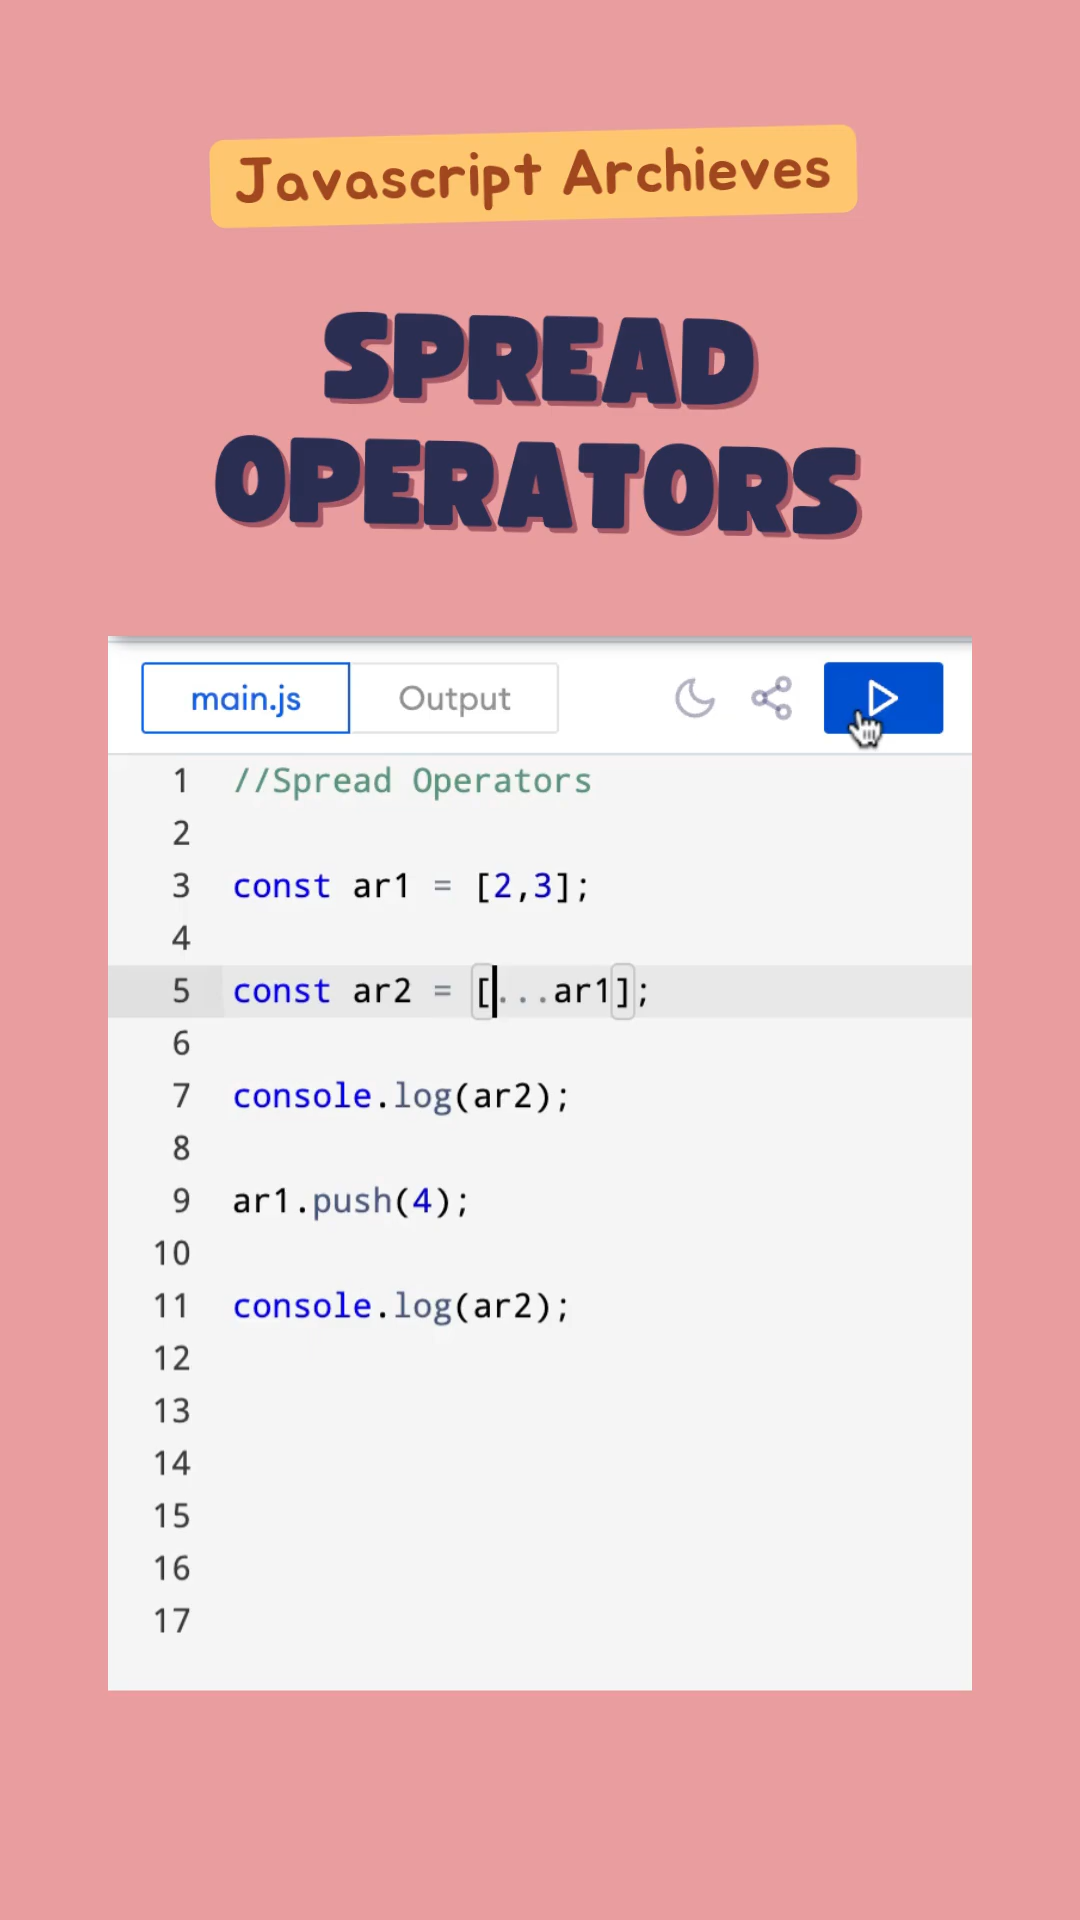 Javascript Archieves
SPREAD
OPERATORS
main.js
Output
1 //Spread Operators
2
3 const ar1 = [2,3];
4
5 const ar2 = [...ar1];
6
7 console.log(ar2);
8
9 ar1.push(4);
10
11 console.log(ar2);
12
13
14
15
16
17